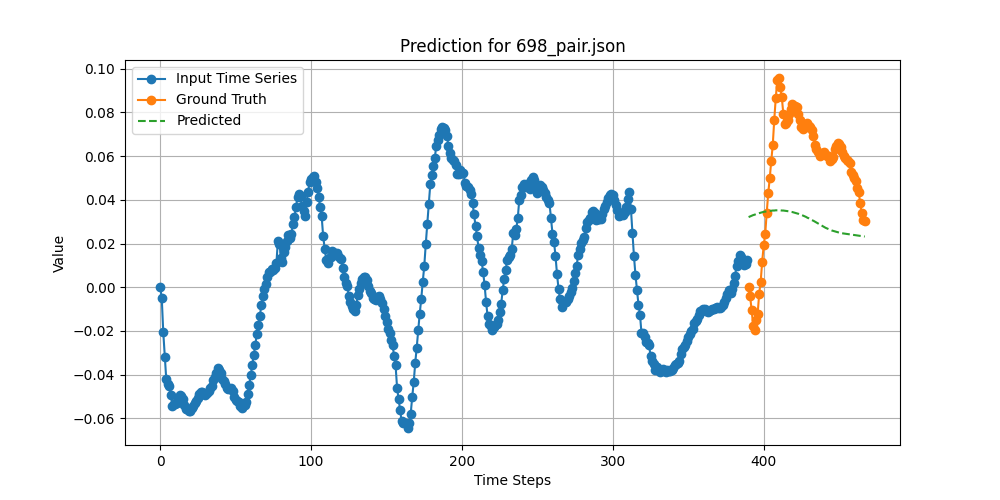 Prediction for 698_pair.json
Input Time Series
Ground Truth
Predicted
Value
0.10
0.08
0.06
0.04
0.02
0.00
−0.02
−0.04
−0.06
0 100 200 300 400
Time Steps